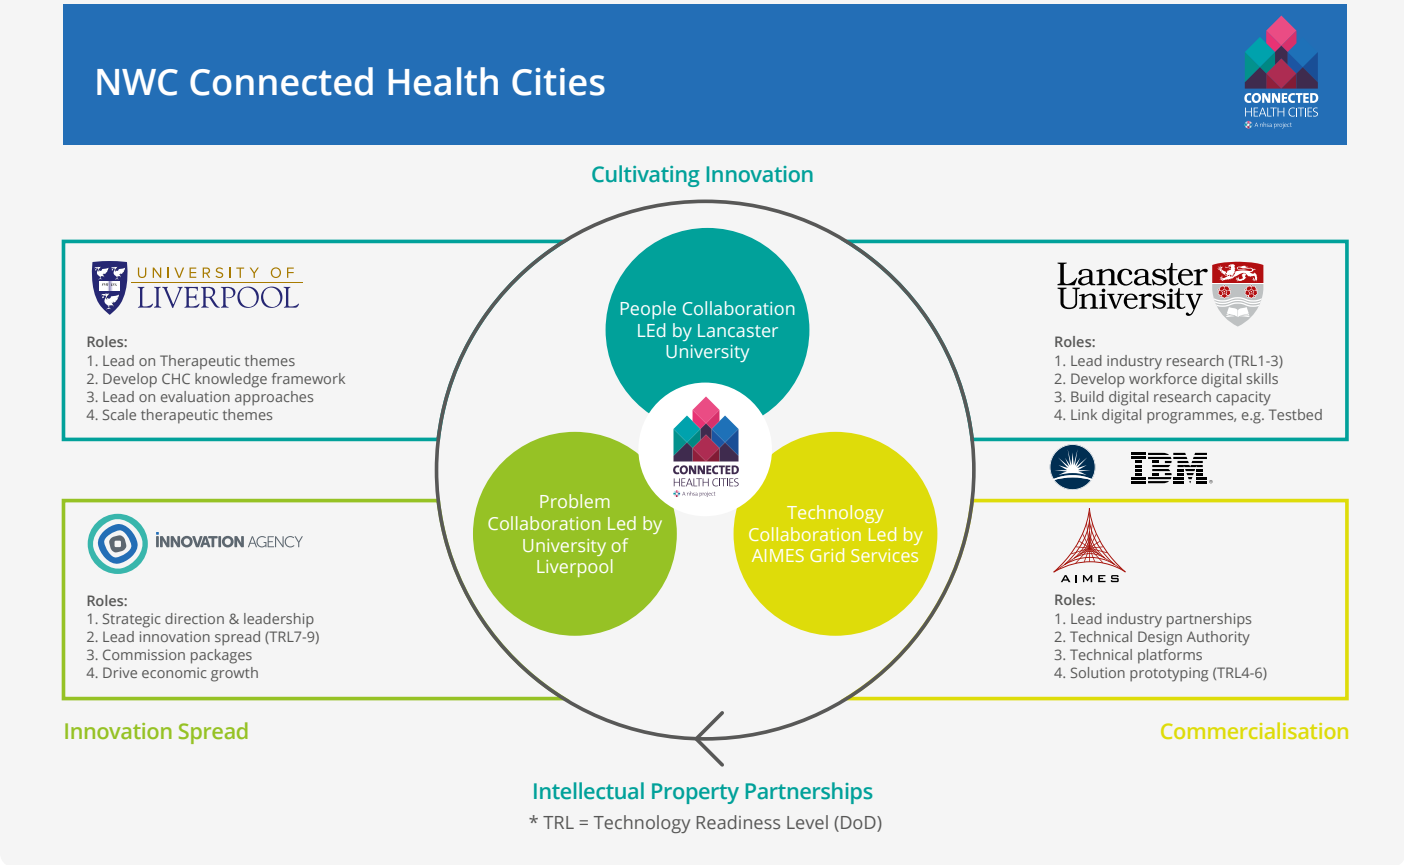 NWC Connected Health Cities
CONNECTED
HEALTH CITIES
A nhsa project
Cultivating Innovation
UNIVERSITY OF
LIVERPOOL
Roles:
1. Lead on Therapeutic themes
2. Develop CHC knowledge framework
3. Lead on evaluation approaches
4. Scale therapeutic themes
People Collaboration
LEd by Lancaster
University
Lancaster
University
Roles:
1. Lead industry research (TRL1-3)
2. Develop workforce digital skills
3. Build digital research capacity
4. Link digital programmes, e.g. Testbed
CONNECTED
HEALTH CITIES
A nhsa project
IBM
iNNOVATION AGENCY
Roles:
1. Strategic direction & leadership
2. Lead innovation spread (TRL7-9)
3. Commission packages
4. Drive economic growth
Problem
Collaboration Led by
University of
Liverpool
Technology
Collaboration Led by
AIMES Grid Services
AIMES
Roles:
1. Lead industry partnerships
2. Technical Design Authority
3. Technical platforms
4. Solution prototyping (TRL4-6)
Innovation Spread
Commercialisation
Intellectual Property Partnerships
* TRL = Technology Readiness Level (DoD)